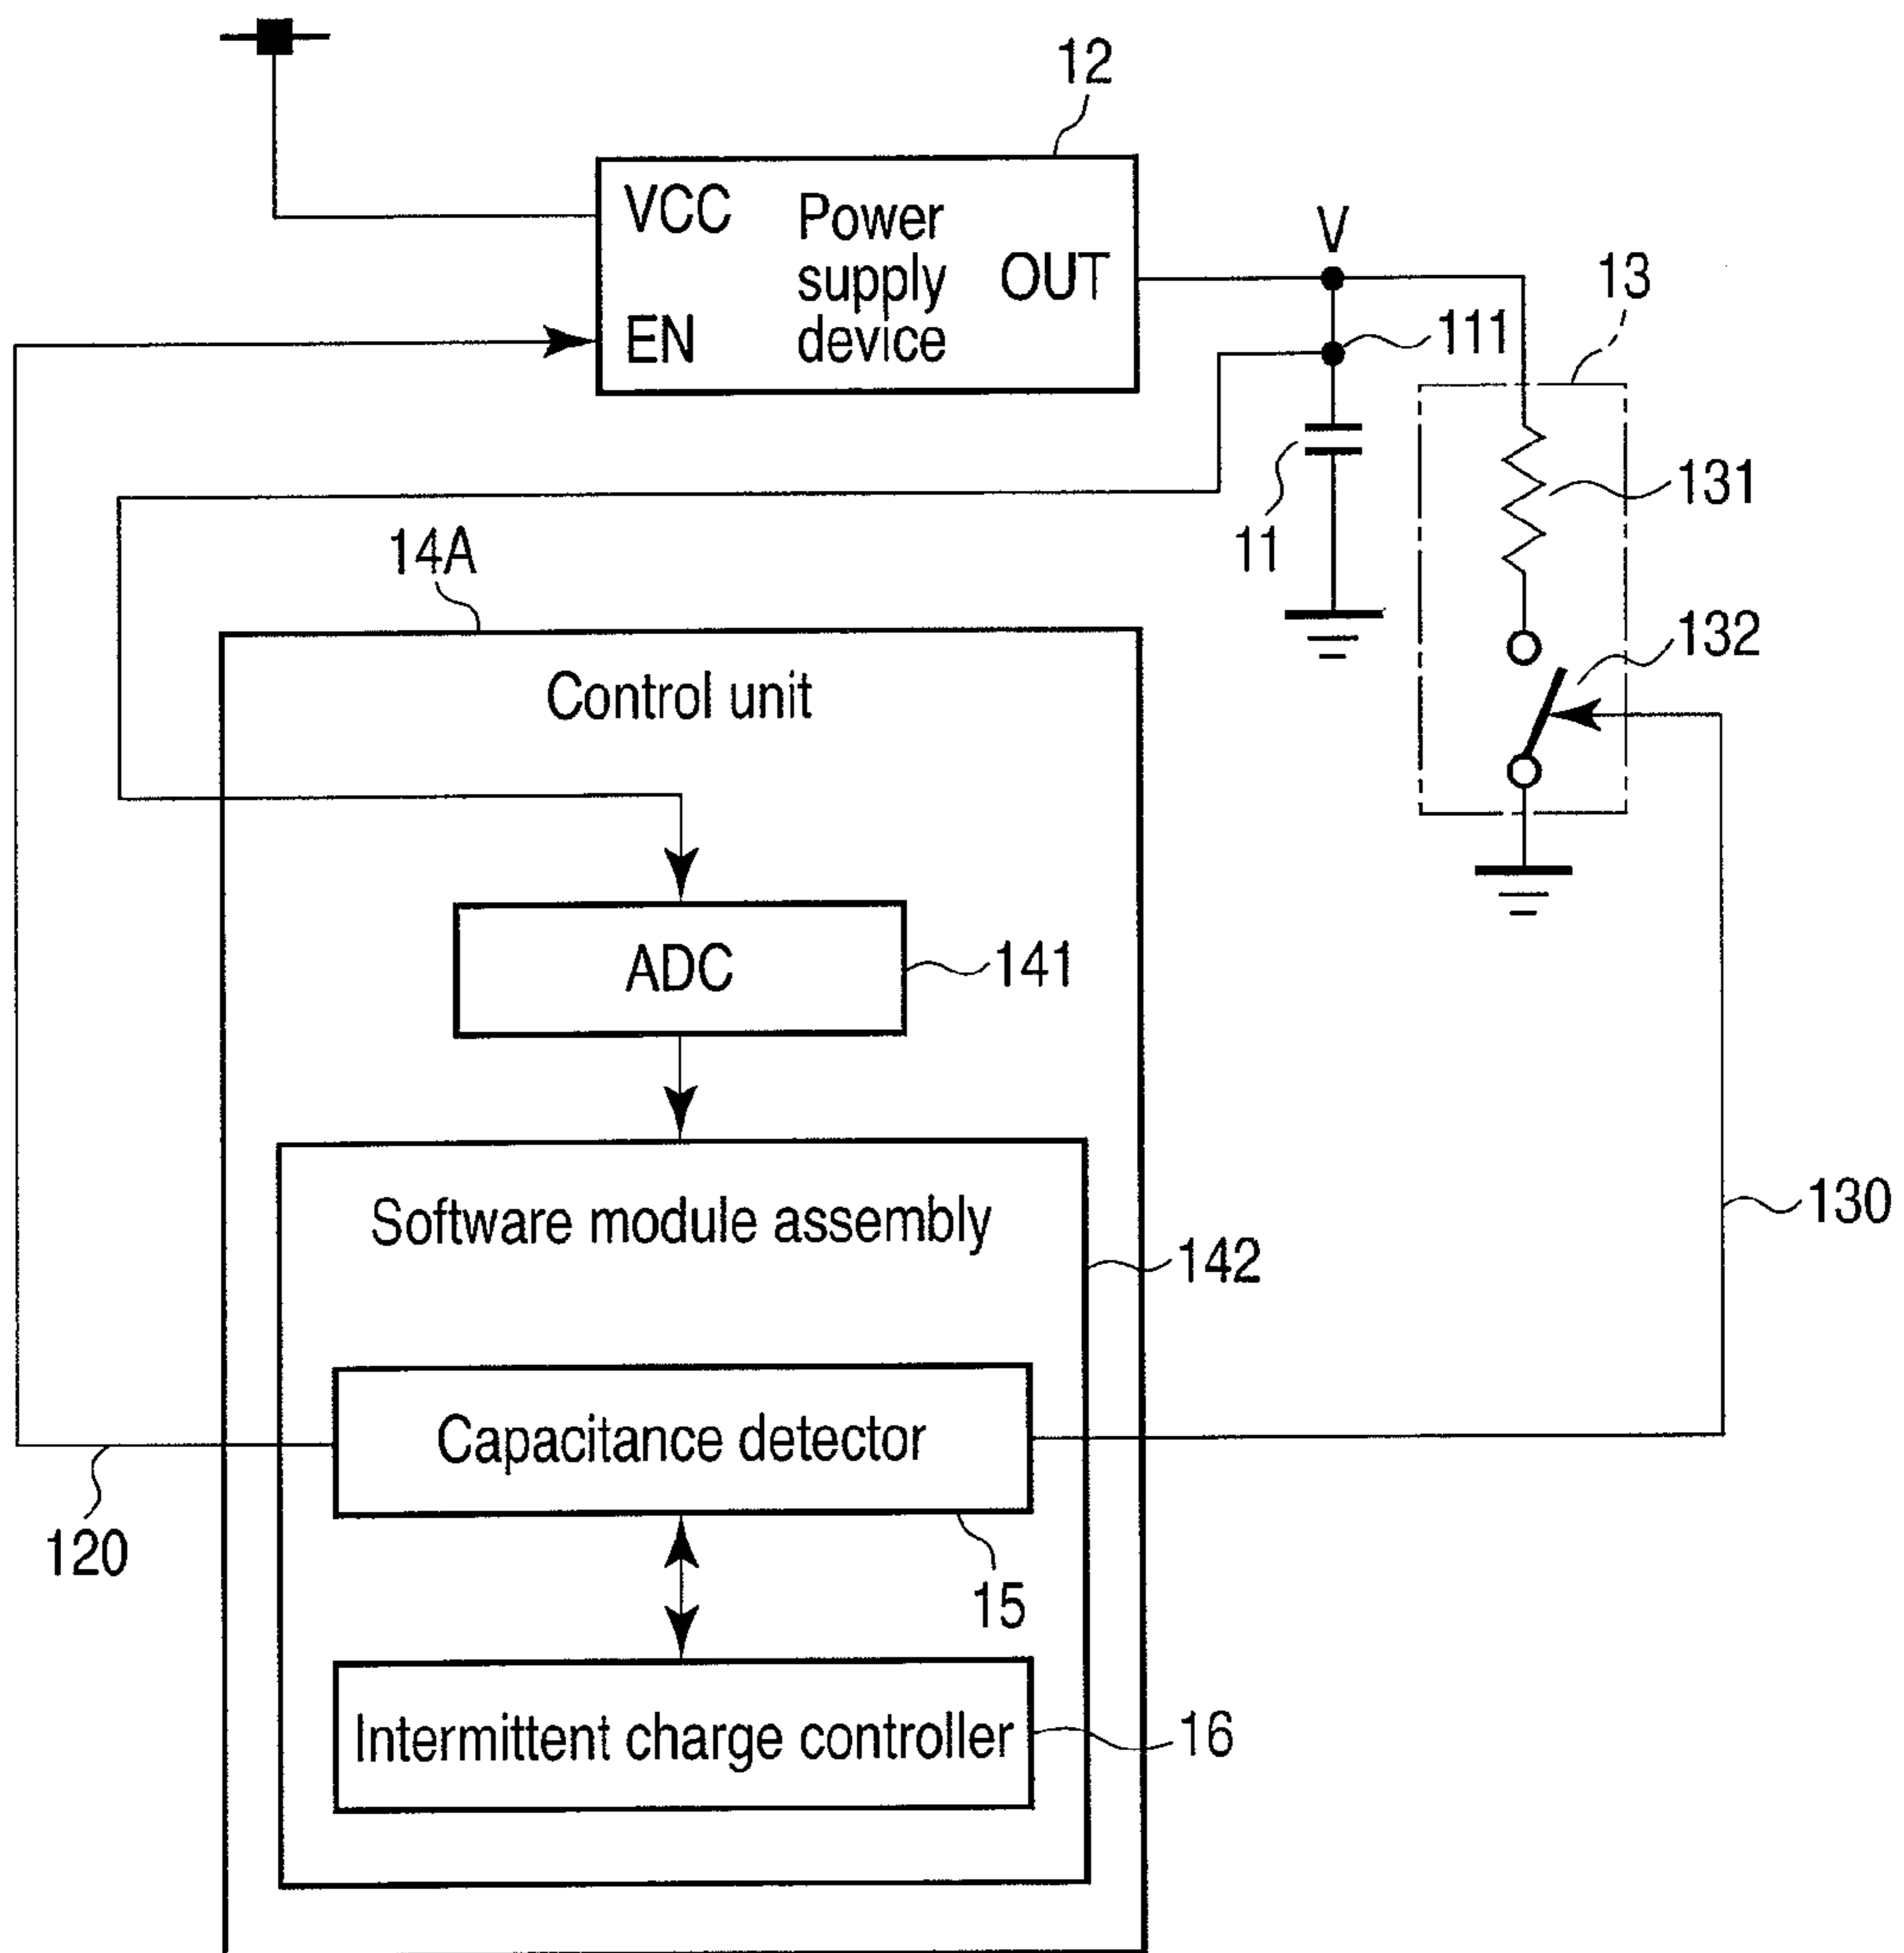 12
VCC
Power
supply
device
OUT
EN
V
13
111
11
131
14A
132
Control unit
ADC
141
Software module assembly
142
130
Capacitance detector
120
15
Intermittent charge controller
16